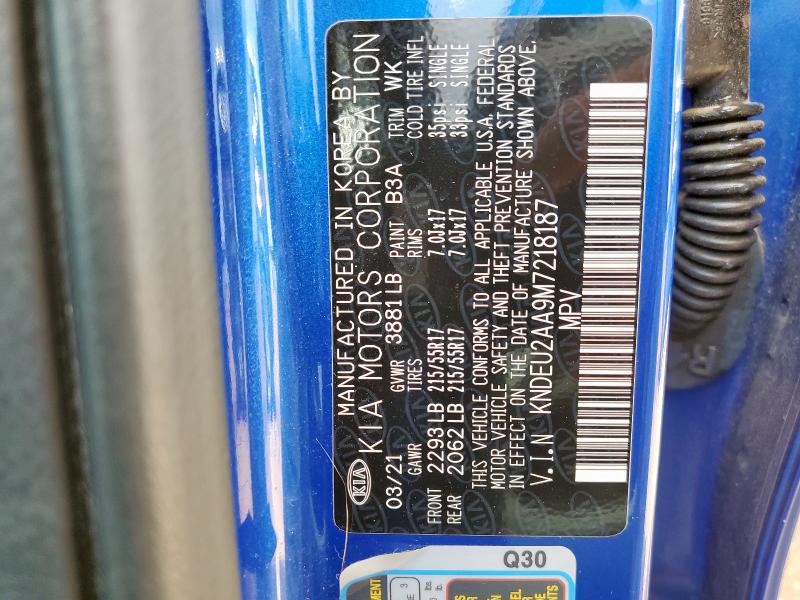 MANUFACTURED IN KOREA BY
KIA KIA MOTORS CORPORATION
03/21 GVWR 3881 LB PAINT B3A TRIM WK
GAWR TIRES RIMS COLD TIRE INFL
FRONT 2293 LB 215/55R17 7.0Jx17 35psi SINGLE
REAR 2062 LB 215/55R17 7.0Jx17 33psi SINGLE
THIS VEHICLE CONFORMS TO ALL APPLICABLE U.S.A. FEDERAL
MOTOR VEHICLE SAFETY AND THEFT PREVENTION STANDARDS
IN EFFECT ON THE DATE OF MANUFACTURE SHOWN ABOVE.
V.I.N KNDEU2AA9M7218187
MPV
Q30